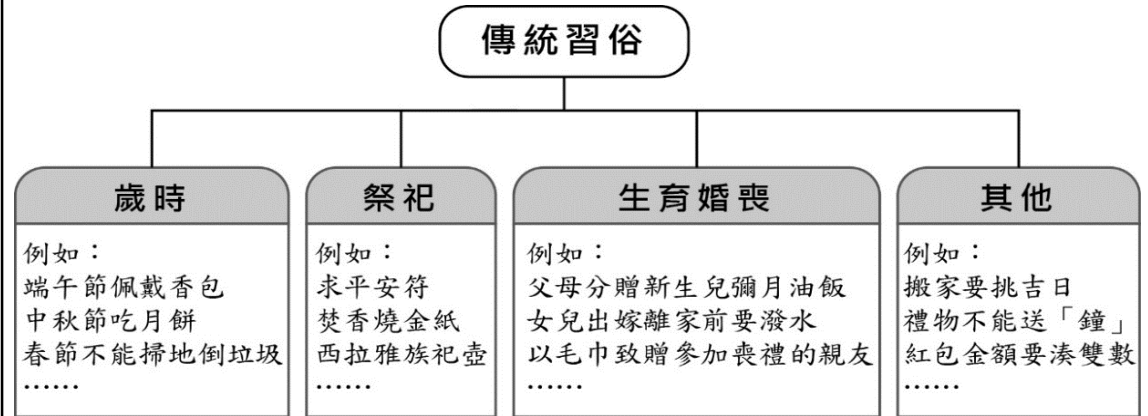 傳統習俗
歲時
例如：
端午節佩戴香包
中秋節吃月餅
春節不能掃地倒垃圾
……
祭祀
例如：
求平安符
焚香燒金紙
西拉雅族祀壺
……
生育婚喪
例如：
父母分贈新生兒彌月油飯
女兒出嫁離家前要潑水
以毛巾致贈參加喪禮的親友
……
其他
例如：
搬家要挑吉日
禮物不能送「鐘」
紅包金額要湊雙數
……